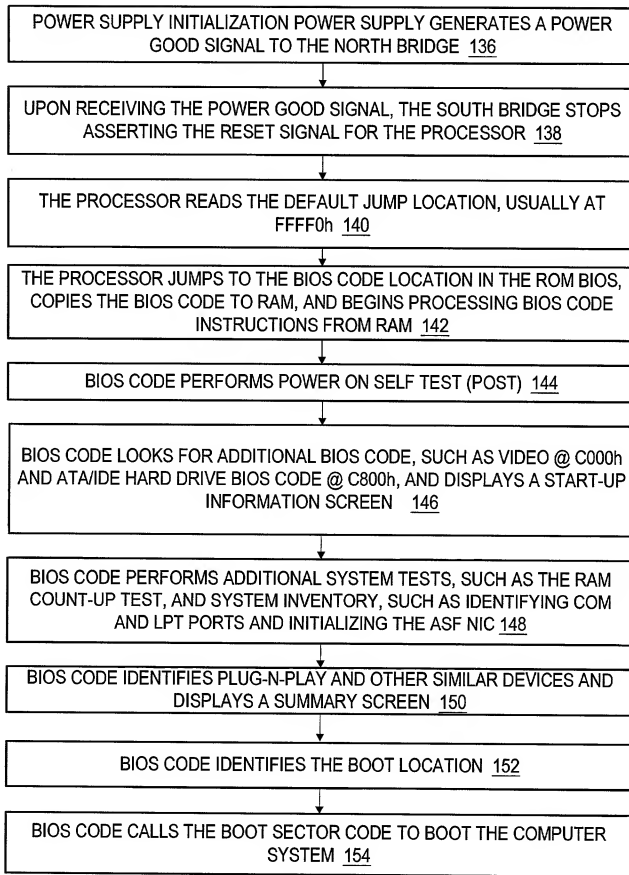 POWER SUPPLY INITIALIZATION POWER SUPPLY GENERATES A POWER
GOOD SIGNAL TO THE NORTH BRIDGE 136
UPON RECEIVING THE POWER GOOD SIGNAL, THE SOUTH BRIDGE STOPS
ASSERTING THE RESET SIGNAL FOR THE PROCESSOR 138
THE PROCESSOR READS THE DEFAULT JUMP LOCATION, USUALLY AT
FFFF0h 140
THE PROCESSOR JUMPS TO THE BIOS CODE LOCATION IN THE ROM BIOS,
COPIES THE BIOS CODE TO RAM, AND BEGINS PROCESSING BIOS CODE
INSTRUCTIONS FROM RAM 142
BIOS CODE PERFORMS POWER ON SELF TEST (POST) 144
BIOS CODE LOOKS FOR ADDITIONAL BIOS CODE, SUCH AS VIDEO @ C000h
AND ATA/IDE HARD DRIVE BIOS CODE @ C800h, AND DISPLAYS A START-UP
INFORMATION SCREEN 146
BIOS CODE PERFORMS ADDITIONAL SYSTEM TESTS, SUCH AS THE RAM
COUNT-UP TEST, AND SYSTEM INVENTORY, SUCH AS IDENTIFYING COM
AND LPT PORTS AND INITIALIZING THE ASF NIC 148
BIOS CODE IDENTIFIES PLUG-N-PLAY AND OTHER SIMILAR DEVICES AND
DISPLAYS A SUMMARY SCREEN 150
BIOS CODE IDENTIFIES THE BOOT LOCATION 152
BIOS CODE CALLS THE BOOT SECTOR CODE TO BOOT THE COMPUTER
SYSTEM 154